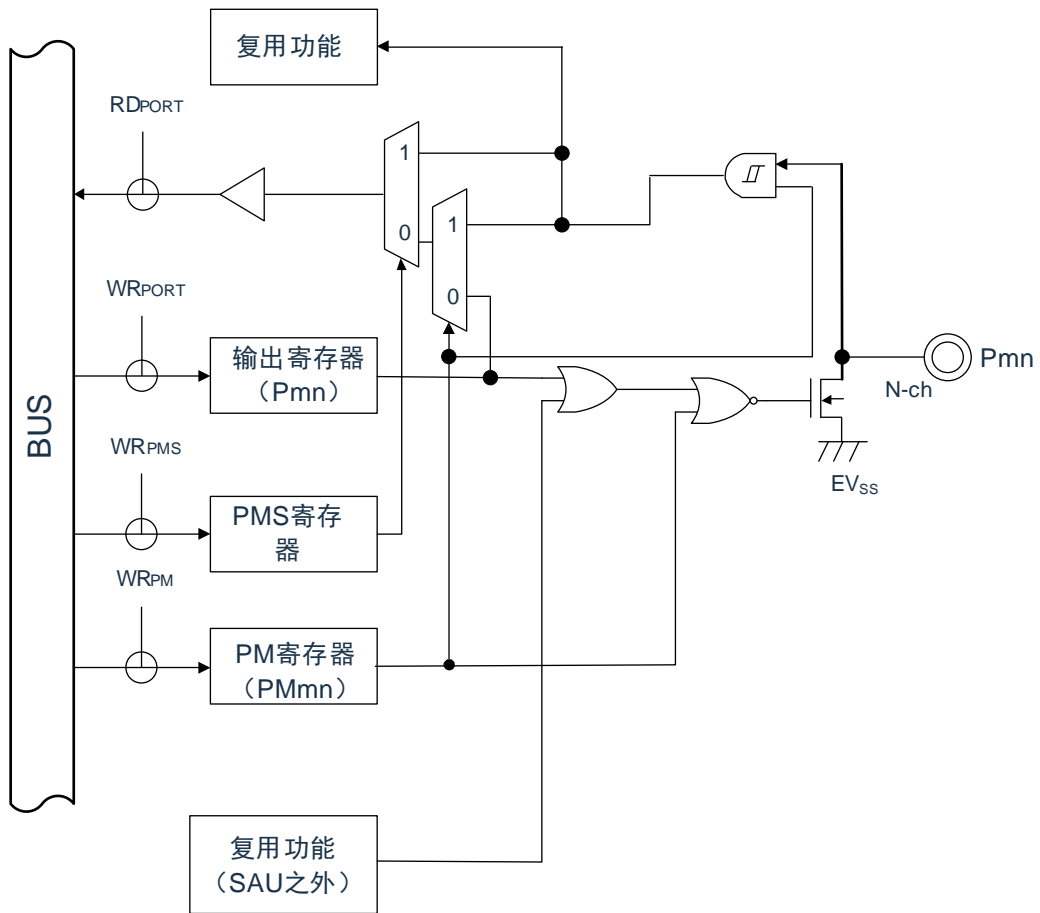 复用功能
RDPORT
1
0
1
0
WRPORT
输出寄存器
（Pmn）
Pmn
N-ch
EVSS
BUS
WRPMS
PMS寄存
器
WRPM
PM寄存器
（PMmn）
复用功能
（SAU之外）